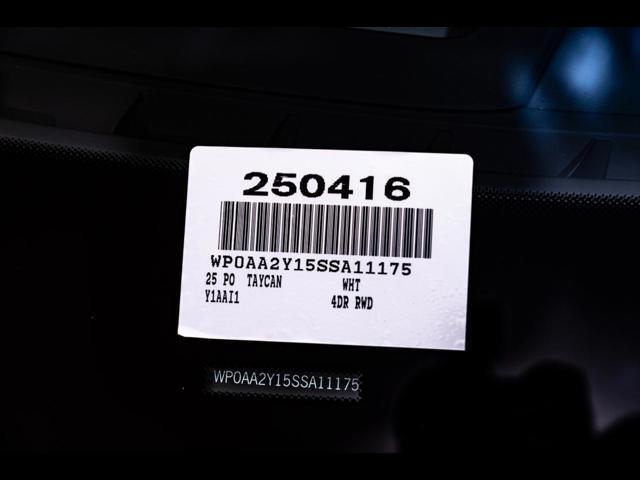 250416
WP0AA2Y15SSA11175
25 PO TAYCAN WHT
Y1AAI1 4DR RWD
WP0AA2Y15SSA11175